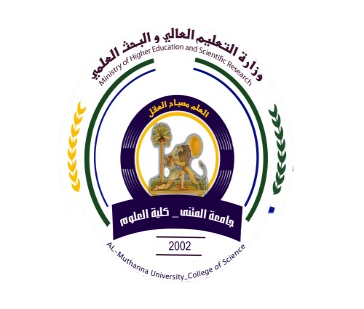 وزارة التعليم العالي و البحث العلمي
Ministry of Higher Education and Scientific Research
العلم مصباح العقل
جامعة المثنى _ كلية العلوم
2002
AL-Muthanna University_College of Science